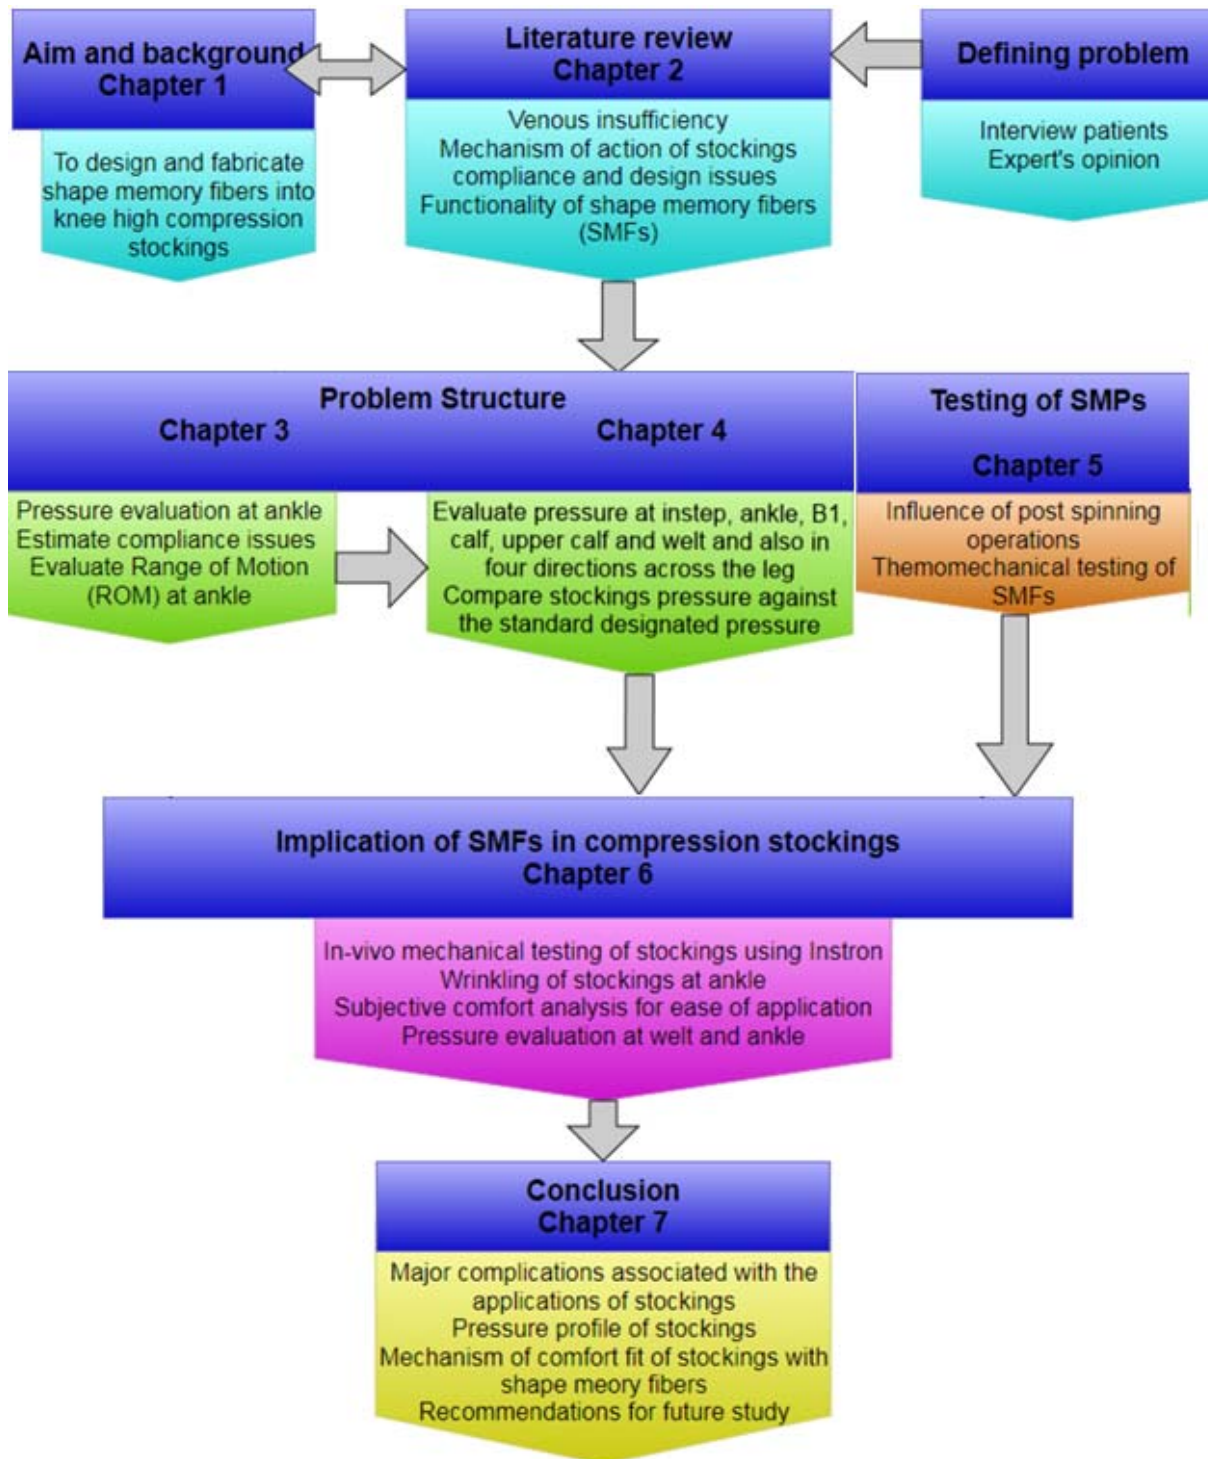 Aim and background
Chapter 1
To design and fabricate
shape memory fibers into
knee high compression
stockings
Literature review
Chapter 2
Venous insufficiency
Mechanism of action of stockings
compliance and design issues
Functionality of shape memory fibers
(SMFs)
Defining problem
Interview patients
Expert's opinion
Problem Structure
Chapter 3
Chapter 4
Pressure evaluation at ankle
Estimate compliance issues
Evaluate Range of Motion
(ROM) at ankle
Evaluate pressure at instep, ankle, B1,
calf, upper calf and welt and also in
four directions across the leg
Compare stockings pressure against
the standard designated pressure
Testing of SMPs
Chapter 5
Influence of post spinning
operations
Themomechanical testing of
SMFs
Implication of SMFs in compression stockings
Chapter 6
In-vivo mechanical testing of stockings using Instron
Wrinkling of stockings at ankle
Subjective comfort analysis for ease of application
Pressure evaluation at welt and ankle
Conclusion
Chapter 7
Major complications associated with the
applications of stockings
Pressure profile of stockings
Mechanism of comfort fit of stockings with
shape meory fibers
Recommendations for future study